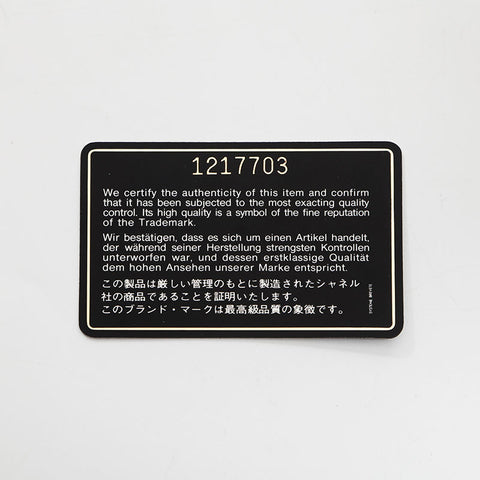 1217703
We certify the authenticity of this item and confirm
that it has been subjected to the most exacting quality
control. Its high quality is a symbol of the fine reputation
of the Trademark.
Wir bestätigen, dass es sich um einen Artikel handelt,
der während seiner Herstellung strengsten Kontrollen
unterworfen war, und dessen erstklassige Qualität
dem hohen Ansehen unserer Marke entspricht.
この製品は厳しい管理のもとに製造されたシャネル
社の商品であることを証明いたします。
このブランド・マークは最高級品質の象徴です。